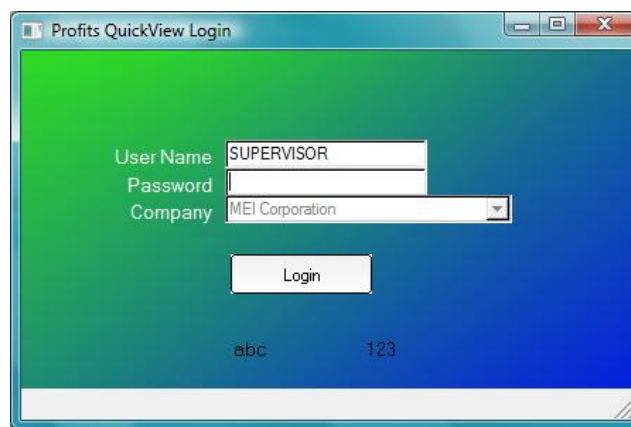 Profits QuickView Login
User Name SUPERVISOR
Password
Company MEI Corporation
Login
abc 123